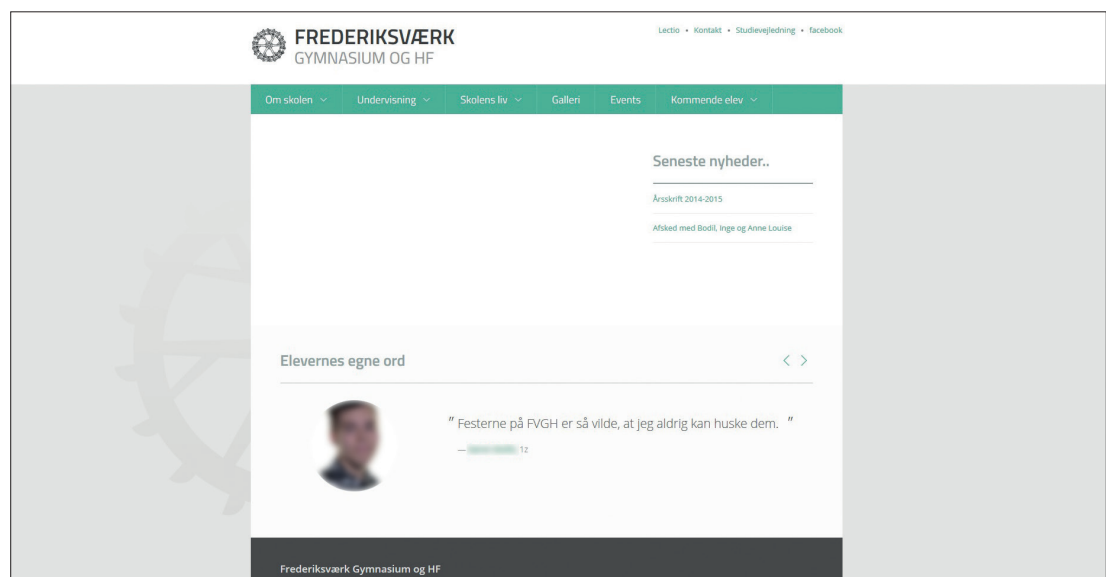 FREDERIKSVÆRK
GYMNASIUM OG HF
Lectio • Kontakt • Studievejledning • facebook
Om skolen Undervisning Skolens liv Galleri Events Kommende elev
Seneste nyheder..
Årsskrift 2014-2015
Afsked med Bodil, Inge og Anne Louise
Elevernes egne ord
" Festerne på FVGH er så vilde, at jeg aldrig kan huske dem. "
— 1z
Frederiksværk Gymnasium og HF